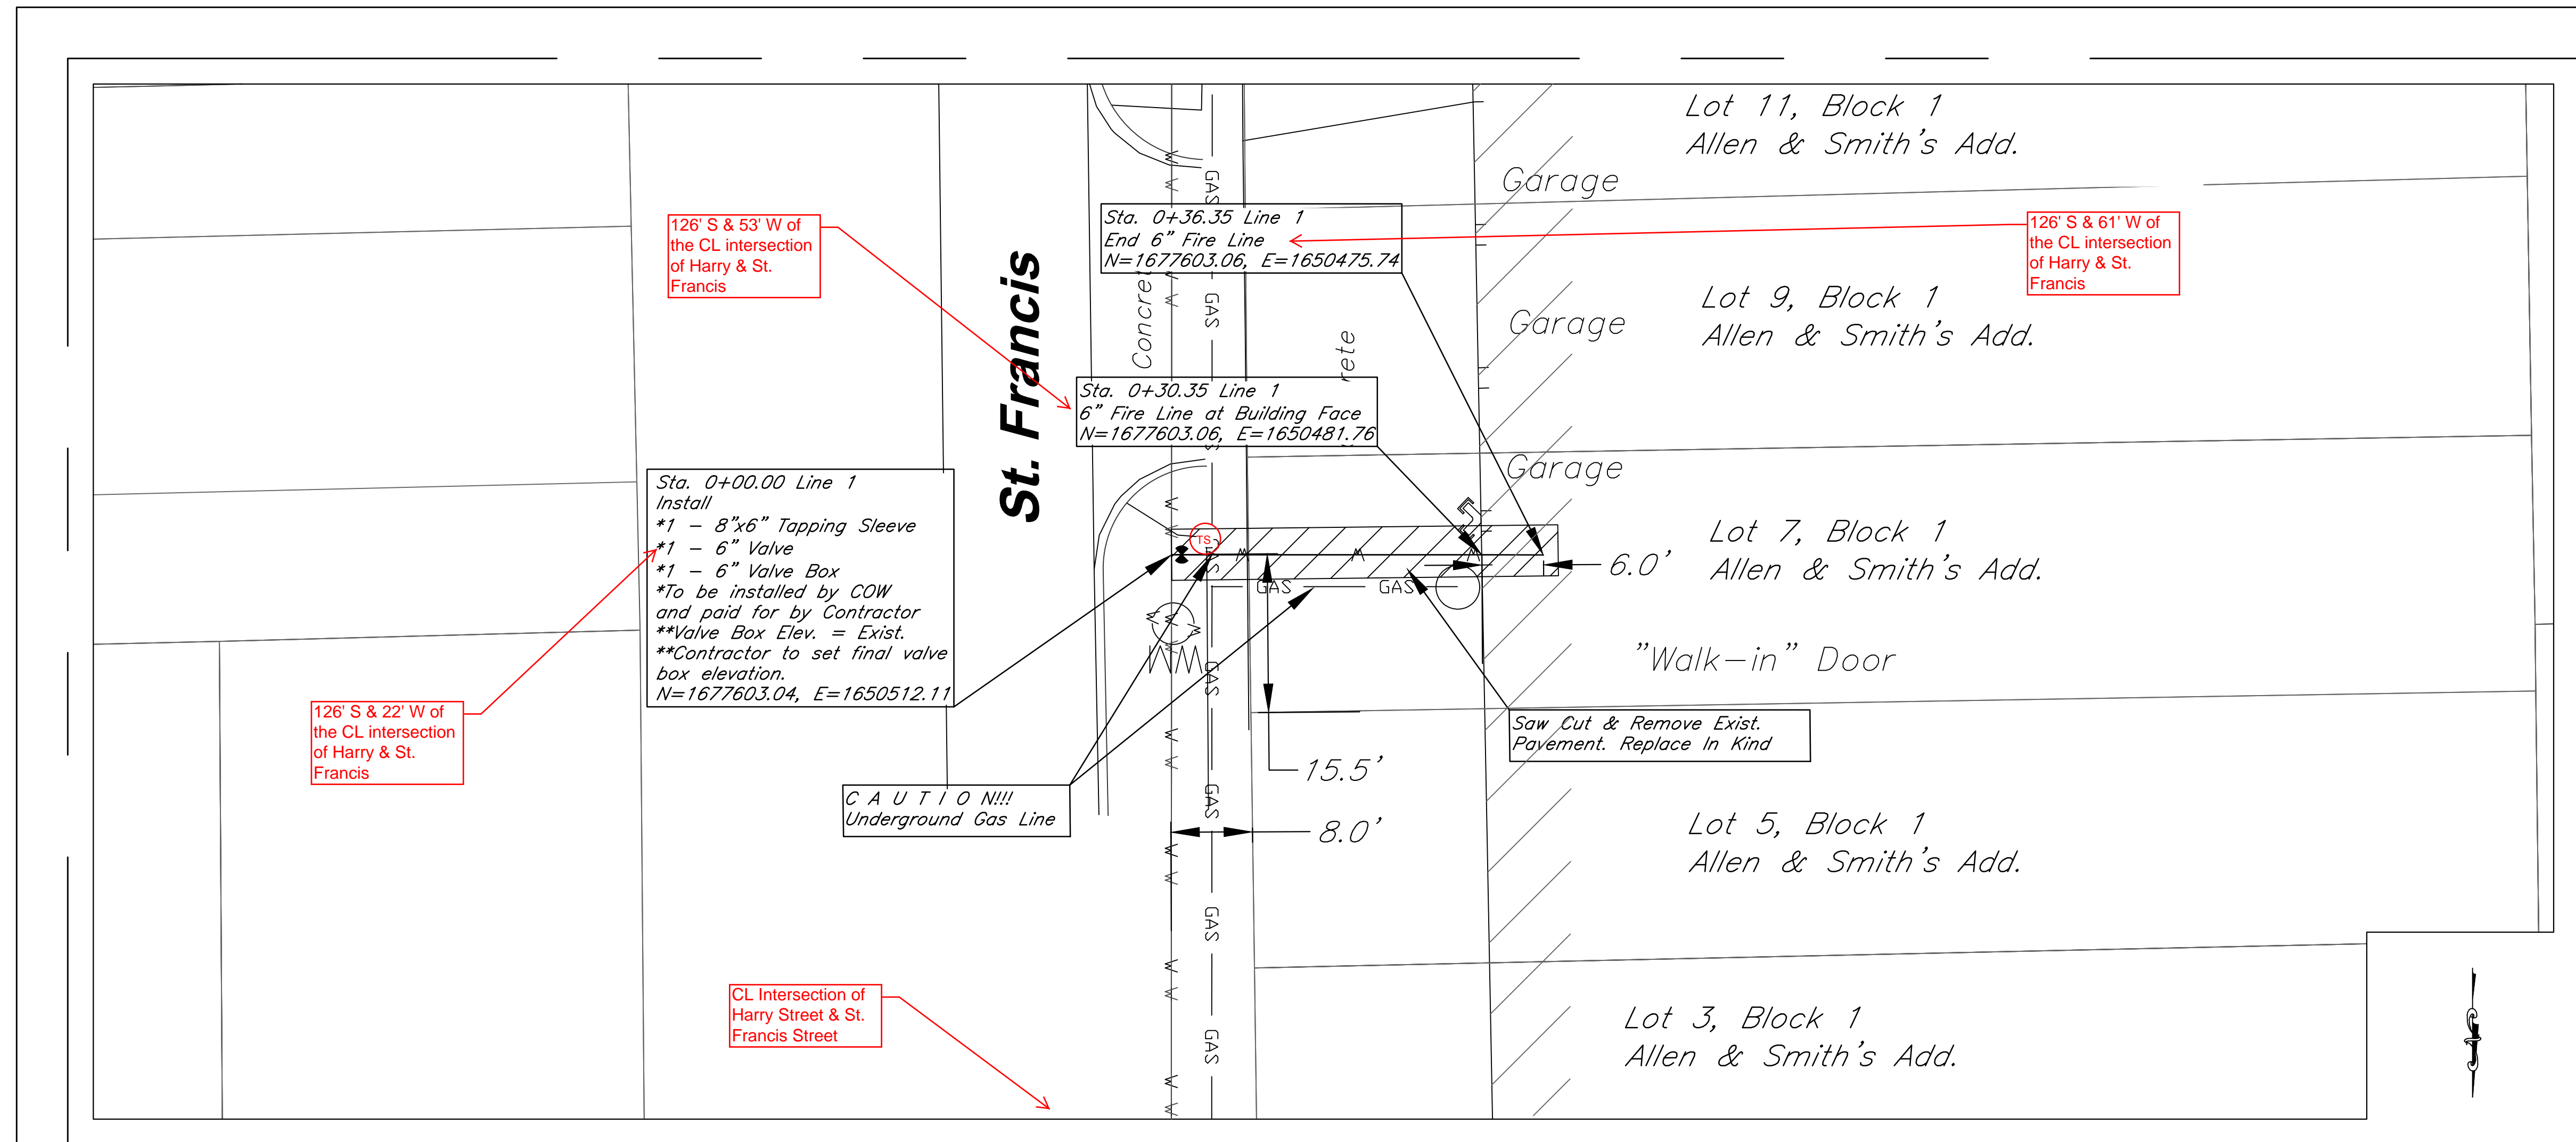 Lot 11, Block 1
Allen & Smith's Add.
Garage
GAS
126' S & 53' W of
the CL intersection
of Harry & St.
Francis
Sta. 0+36.35 Line 1
End 6" Fire Line
N=1677603.06, E=1650475.74
126' S & 61' W of
the CL intersection
of Harry & St.
Francis
St. Francis
GAS
Garage
Lot 9, Block 1
Allen & Smith's Add.
Sta. 0+30.35 Line 1
6" Fire Line at Building Face
N=1677603.06, E=1650481.76
Garage
Sta. 0+00.00 Line 1
Install
*1 - 8"x6" Tapping Sleeve
*1 - 6" Valve
*1 - 6" Valve Box
*To be installed by COW
and paid for by Contractor
**Valve Box Elev. = Exist.
**Contractor to set final valve
box elevation.
N=1677603.04, E=1650512.11
TS
GAS
GAS
6.0'
Lot 7, Block 1
Allen & Smith's Add.
WM
GAS
"Walk-in" Door
126' S & 22' W of
the CL intersection
of Harry & St.
Francis
Saw Cut & Remove Exist.
Pavement. Replace In Kind
15.5'
C A U T I O N!!!
Underground Gas Line
GAS
8.0'
Lot 5, Block 1
Allen & Smith's Add.
GAS
CL Intersection of
Harry Street & St.
Francis Street
GAS
Lot 3, Block 1
Allen & Smith's Add.